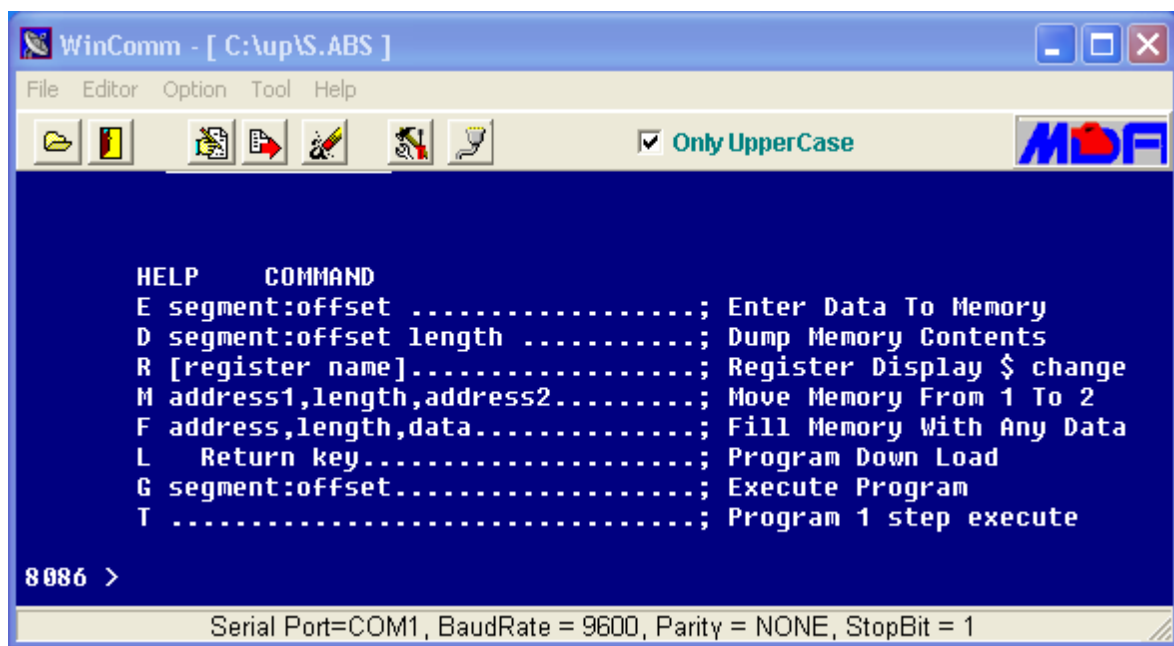 WinComm - [ C:\up\S.ABS ]
File Editor Option Tool Help
Only UpperCase
MDA
HELP COMMAND
E segment:offset ..................; Enter Data To Memory
D segment:offset length ...........; Dump Memory Contents
R [register name]..................; Register Display $ change
M address1,length,address2.........; Move Memory From 1 To 2
F address,length,data..............; Fill Memory With Any Data
L Return key.....................; Program Down Load
G segment:offset...................; Execute Program
T .................................; Program 1 step execute
8086 >
Serial Port=COM1, BaudRate = 9600, Parity = NONE, StopBit = 1